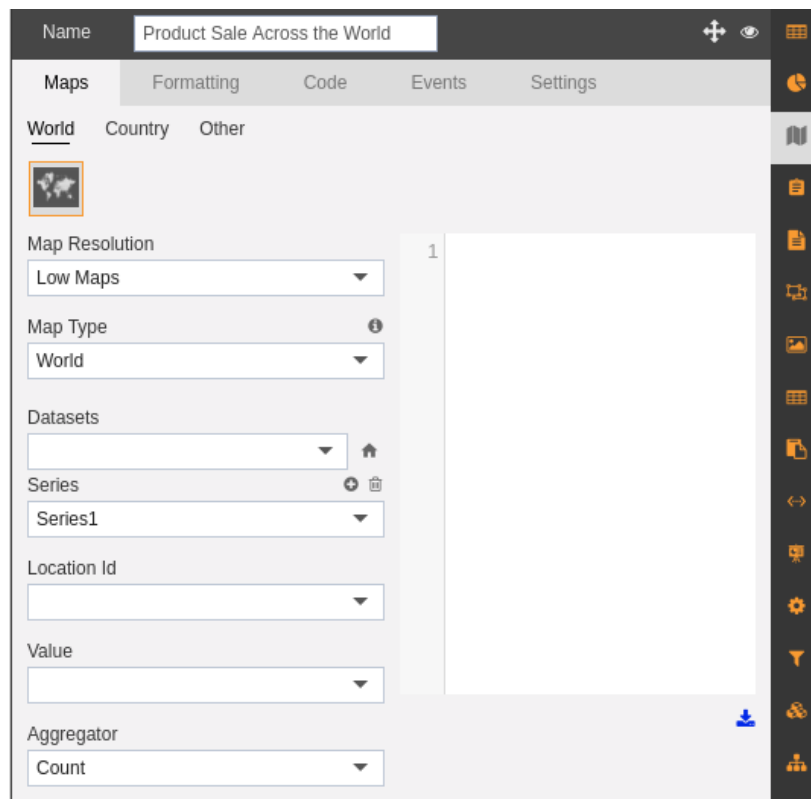 Name Product Sale Across the World
Maps Formatting Code Events Settings
World Country Other
Map Resolution
1
Low Maps
Map Type
World
Datasets
Series
Series1
Location Id
Value
Aggregator
Count